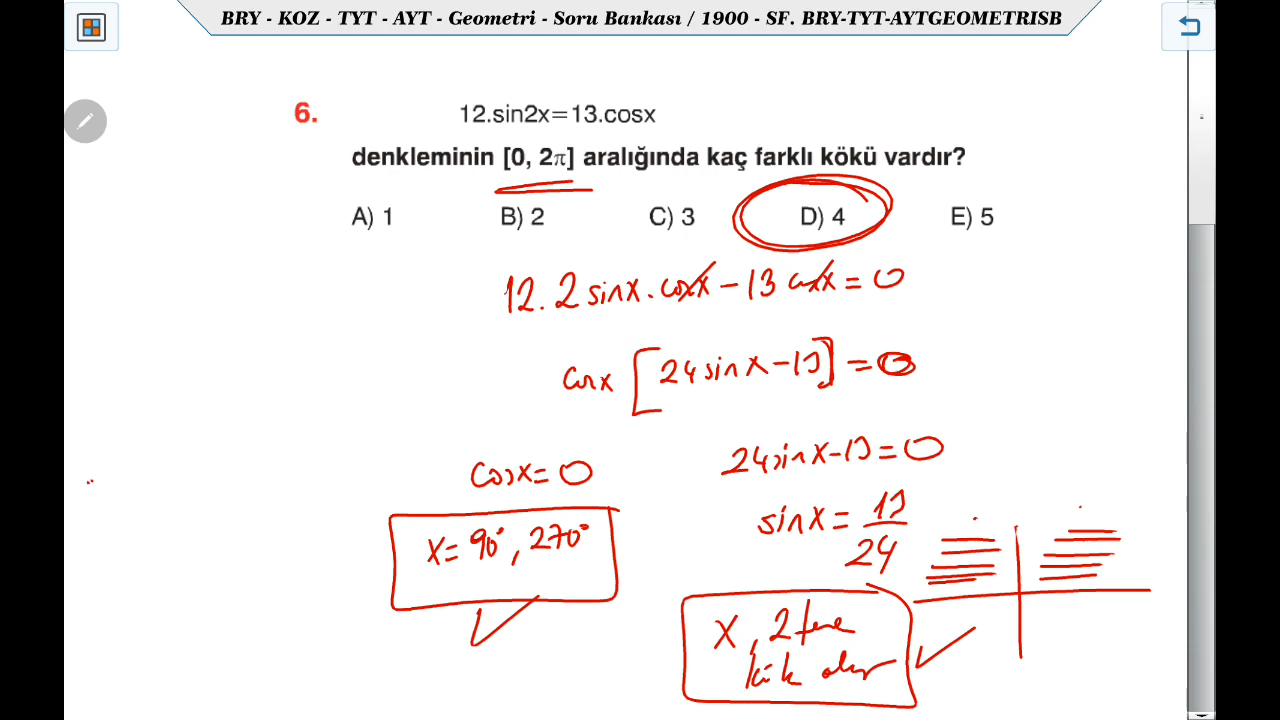 BRY - KOZ - TYT - AYT - Geometri - Soru Bankası / 1900 - SF. BRY-TYT-AYTGEOMETRISB
6. 12.sin2x=13.cosx
denkleminin [0, 2π] aralığında kaç farklı kökü vardır?
A) 1 B) 2 C) 3 D) 4 E) 5
12.2 sinx.cosx-13 cosx=0
cosx [24sinx-13]=0
24sinx-13=0
cosx=0
sinx=13/24
x=90°, 270°
x, 2 tane
kök olur